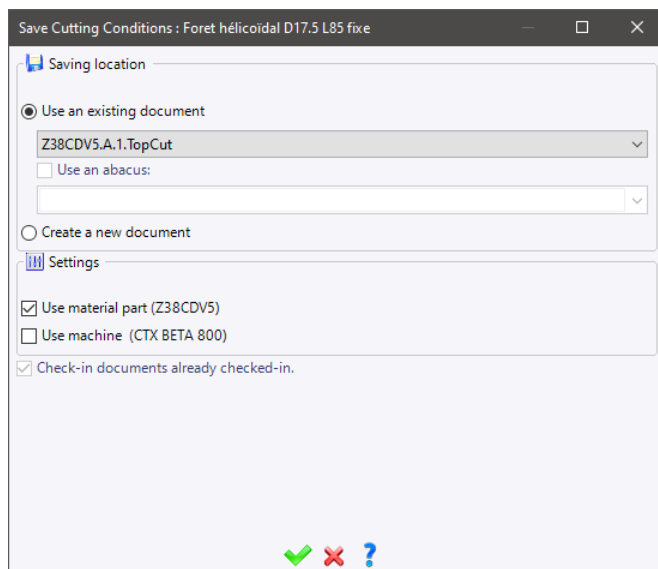 Save Cutting Conditions : Foret hélicoïdal D17.5 L85 fixe
Saving location
Use an existing document
Z38CDV5.A.1.TopCut
Use an abacus:
Create a new document
Settings
Use material part (Z38CDV5)
Use machine (CTX BETA 800)
Check-in documents already checked-in.